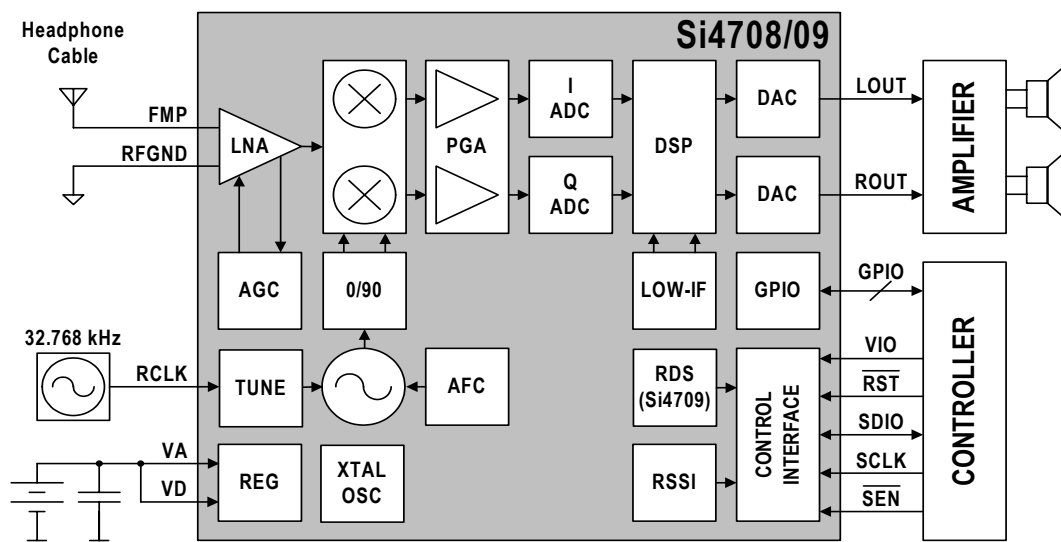 Si4708/09
Headphone
Cable
FMP
RFGND
LNA
PGA
I
ADC
Q
ADC
DSP
DAC
DAC
LOUT
ROUT
AMPLIFIER
AGC
0/90
LOW-IF
GPIO
GPIO
32.768 kHz
RCLK
TUNE
AFC
RDS
(Si4709)
CONTROL
INTERFACE
VIO
RST
SDIO
SCLK
SEN
CONTROLLER
VA
VD
REG
XTAL
OSC
RSSI